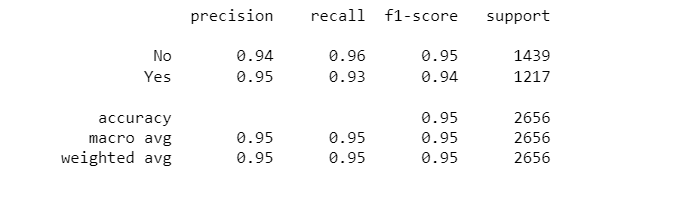 precision recall f1-score support
No 0.94 0.96 0.95 1439
Yes 0.95 0.93 0.94 1217
accuracy 0.95 2656
macro avg 0.95 0.95 0.95 2656
weighted avg 0.95 0.95 0.95 2656